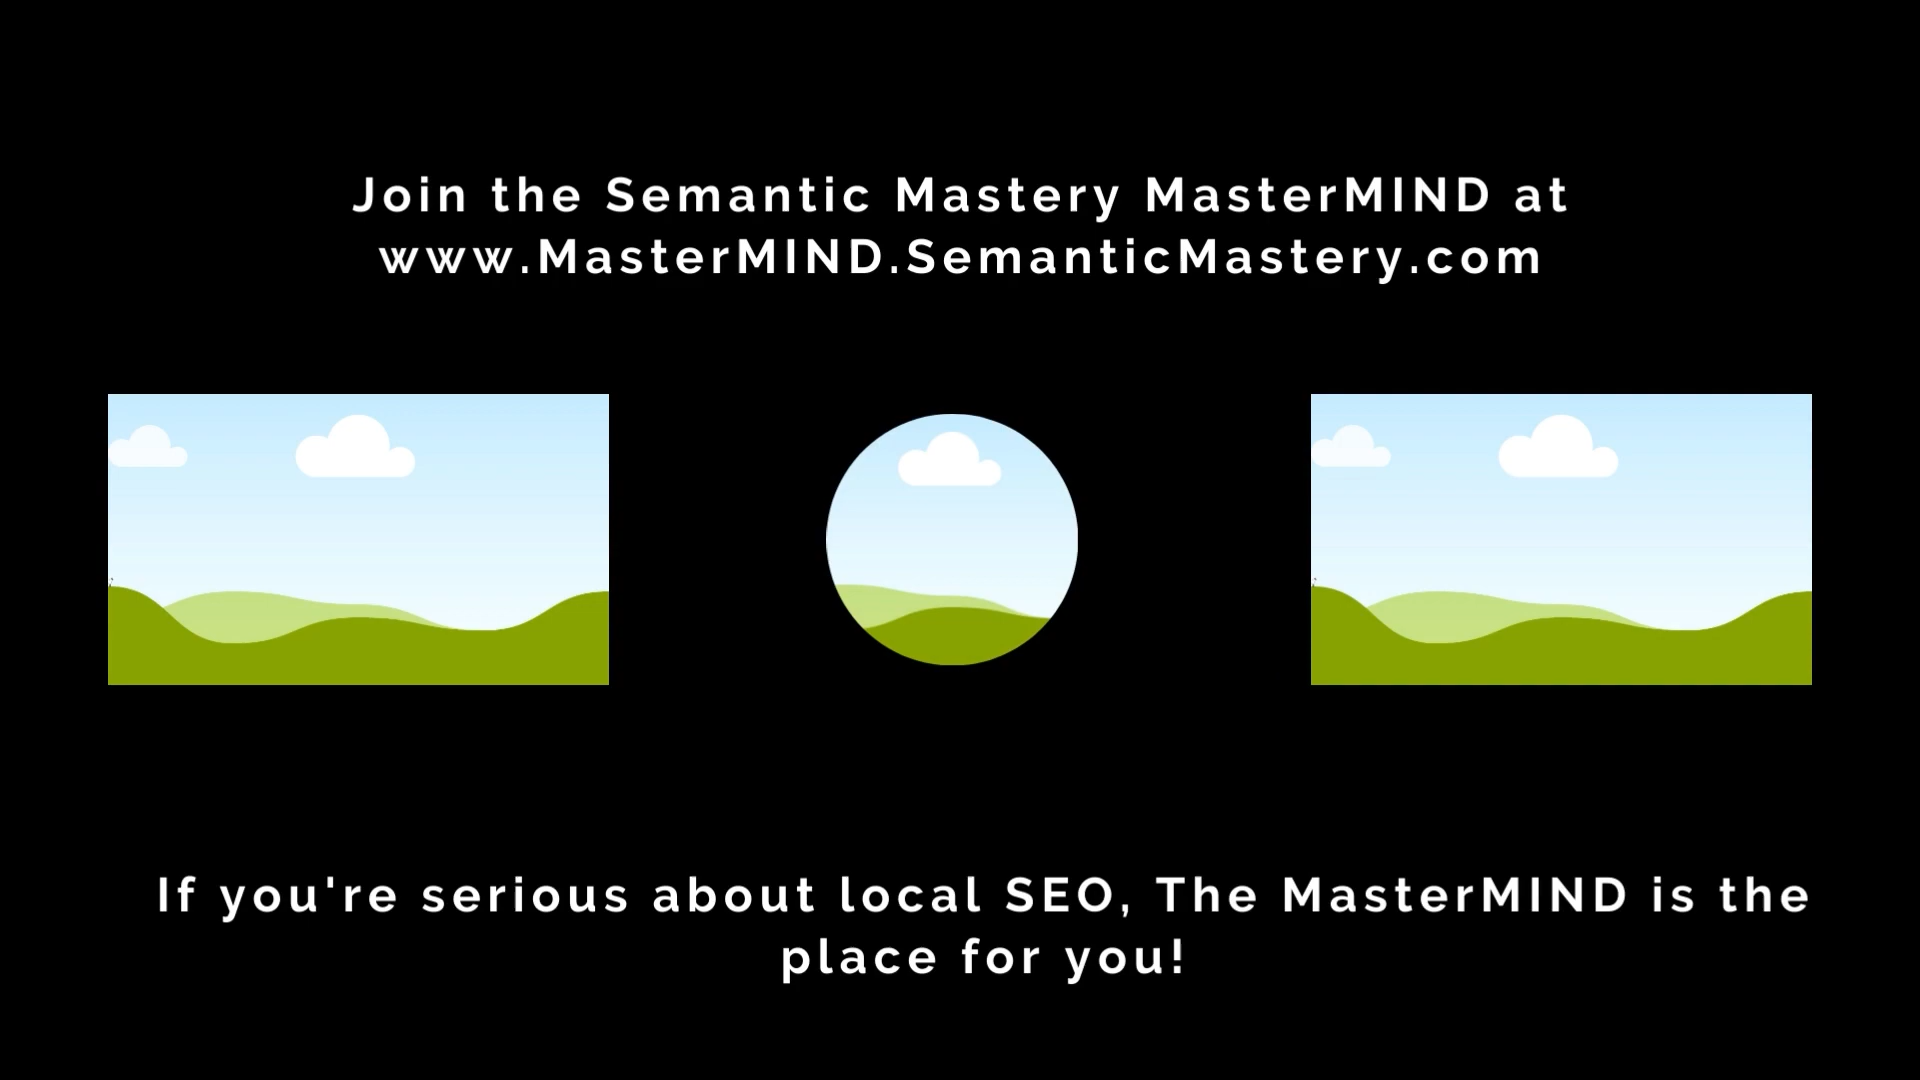 Join the Semantic Mastery MasterMIND at
www.MasterMIND.SemanticMastery.com
If you're serious about local SEO, The MasterMIND is the
place for you!